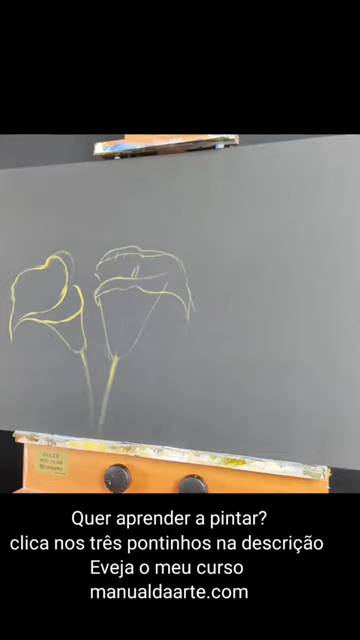 Quer aprender a pintar?
clica nos três pontinhos na descrição
Eveja o meu curso
manualdaarte.com